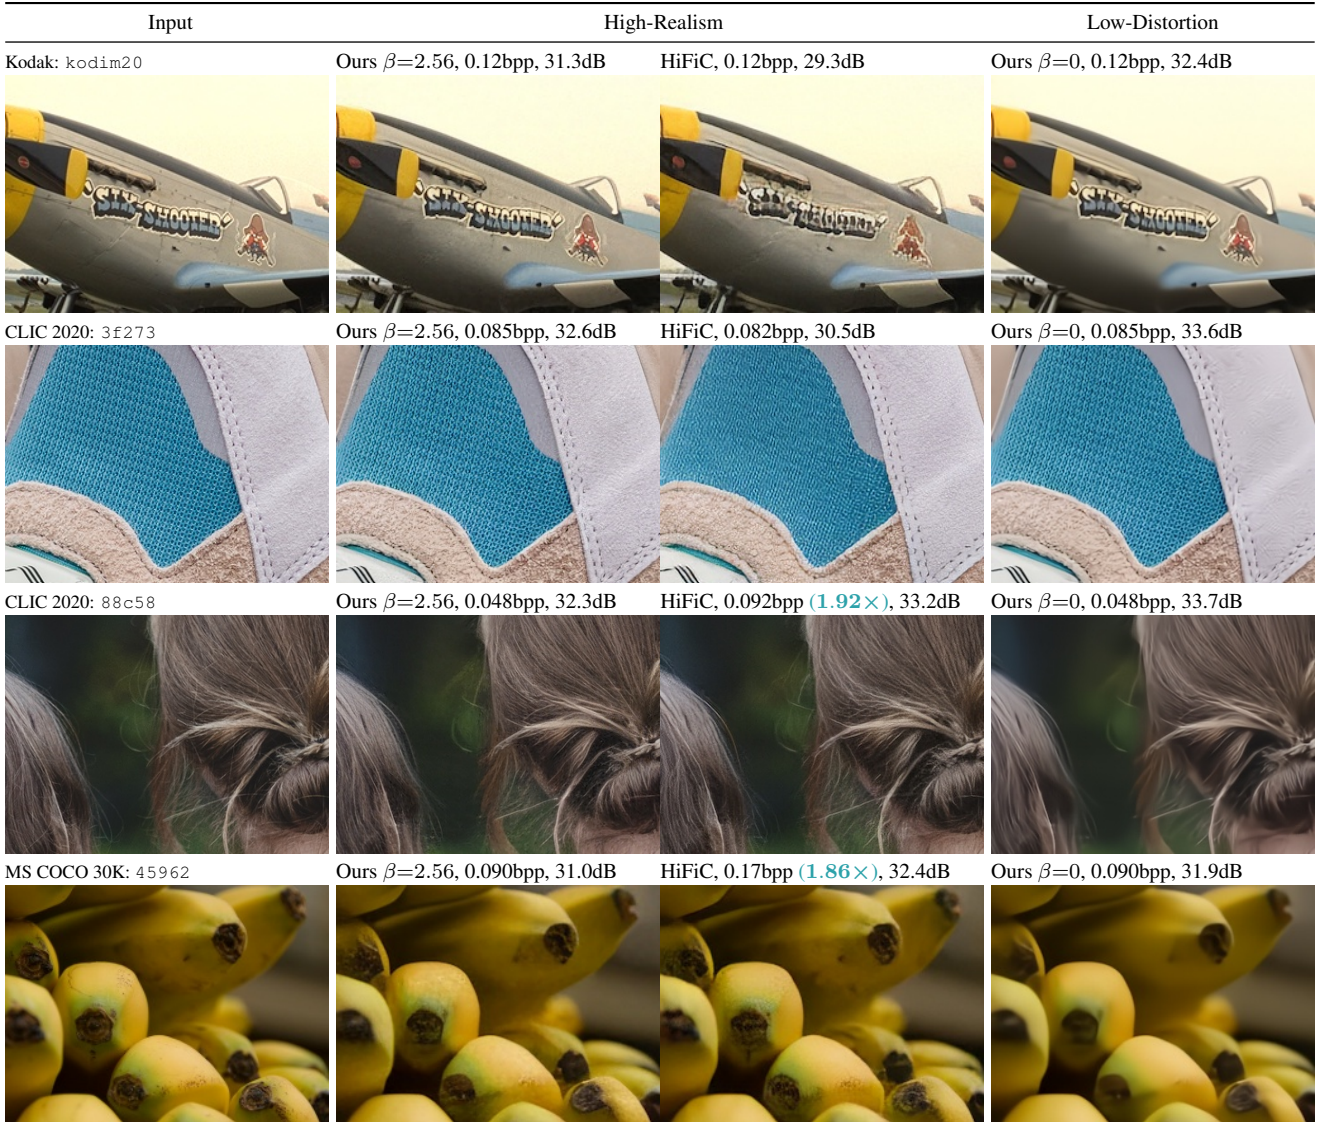 Input High-Realism Low-Distortion
Kodak: kodim20 Ours β=2.56, 0.12bpp, 31.3dB HiFiC, 0.12bpp, 29.3dB Ours β=0, 0.12bpp, 32.4dB
CLIC 2020: 3f273 Ours β=2.56, 0.085bpp, 32.6dB HiFiC, 0.082bpp, 30.5dB Ours β=0, 0.085bpp, 33.6dB
CLIC 2020: 88c58 Ours β=2.56, 0.048bpp, 32.3dB HiFiC, 0.092bpp (1.92×), 33.2dB Ours β=0, 0.048bpp, 33.7dB
MS COCO 30K: 45962 Ours β=2.56, 0.090bpp, 31.0dB HiFiC, 0.17bpp (1.86×), 32.4dB Ours β=0, 0.090bpp, 31.9dB